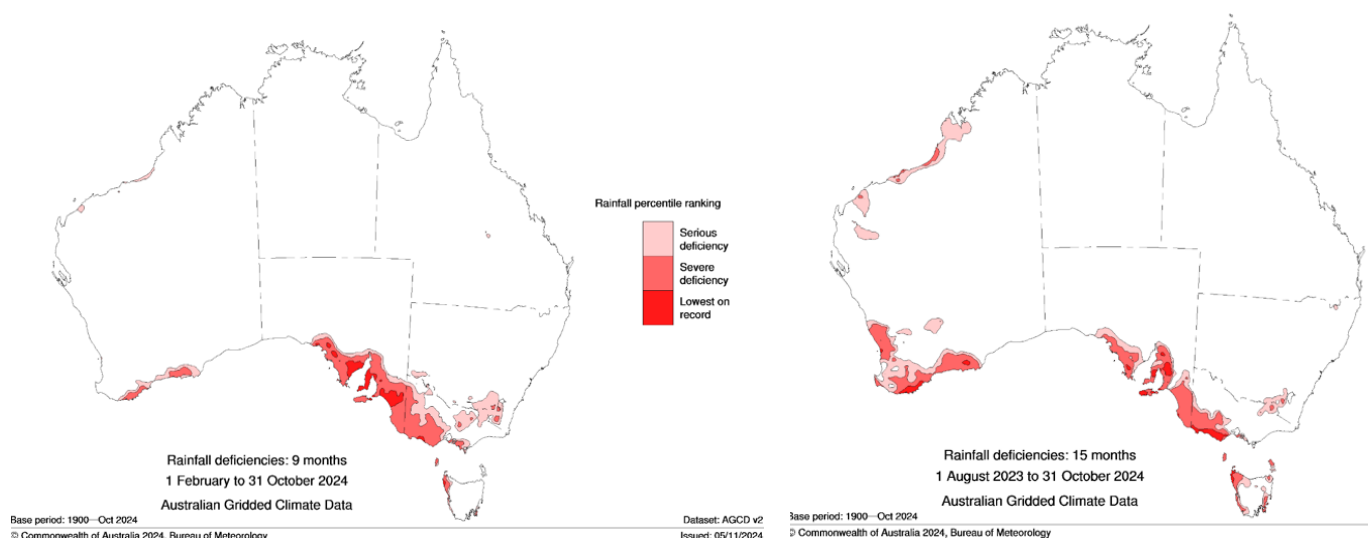 Rainfall percentile ranking
Serious
deficiency
Severe
deficiency
Lowest on
record
Rainfall deficiencies: 9 months
1 February to 31 October 2024
Australian Gridded Climate Data
Base period: 1900—Oct 2024
Dataset: AGCD v2
© Commonwealth of Australia 2024, Bureau of Meteorology
Issued: 05/11/2024
Rainfall deficiencies: 15 months
1 August 2023 to 31 October 2024
Australian Gridded Climate Data
Base period: 1900—Oct 2024
© Commonwealth of Australia 2024, Bureau of Meteorology